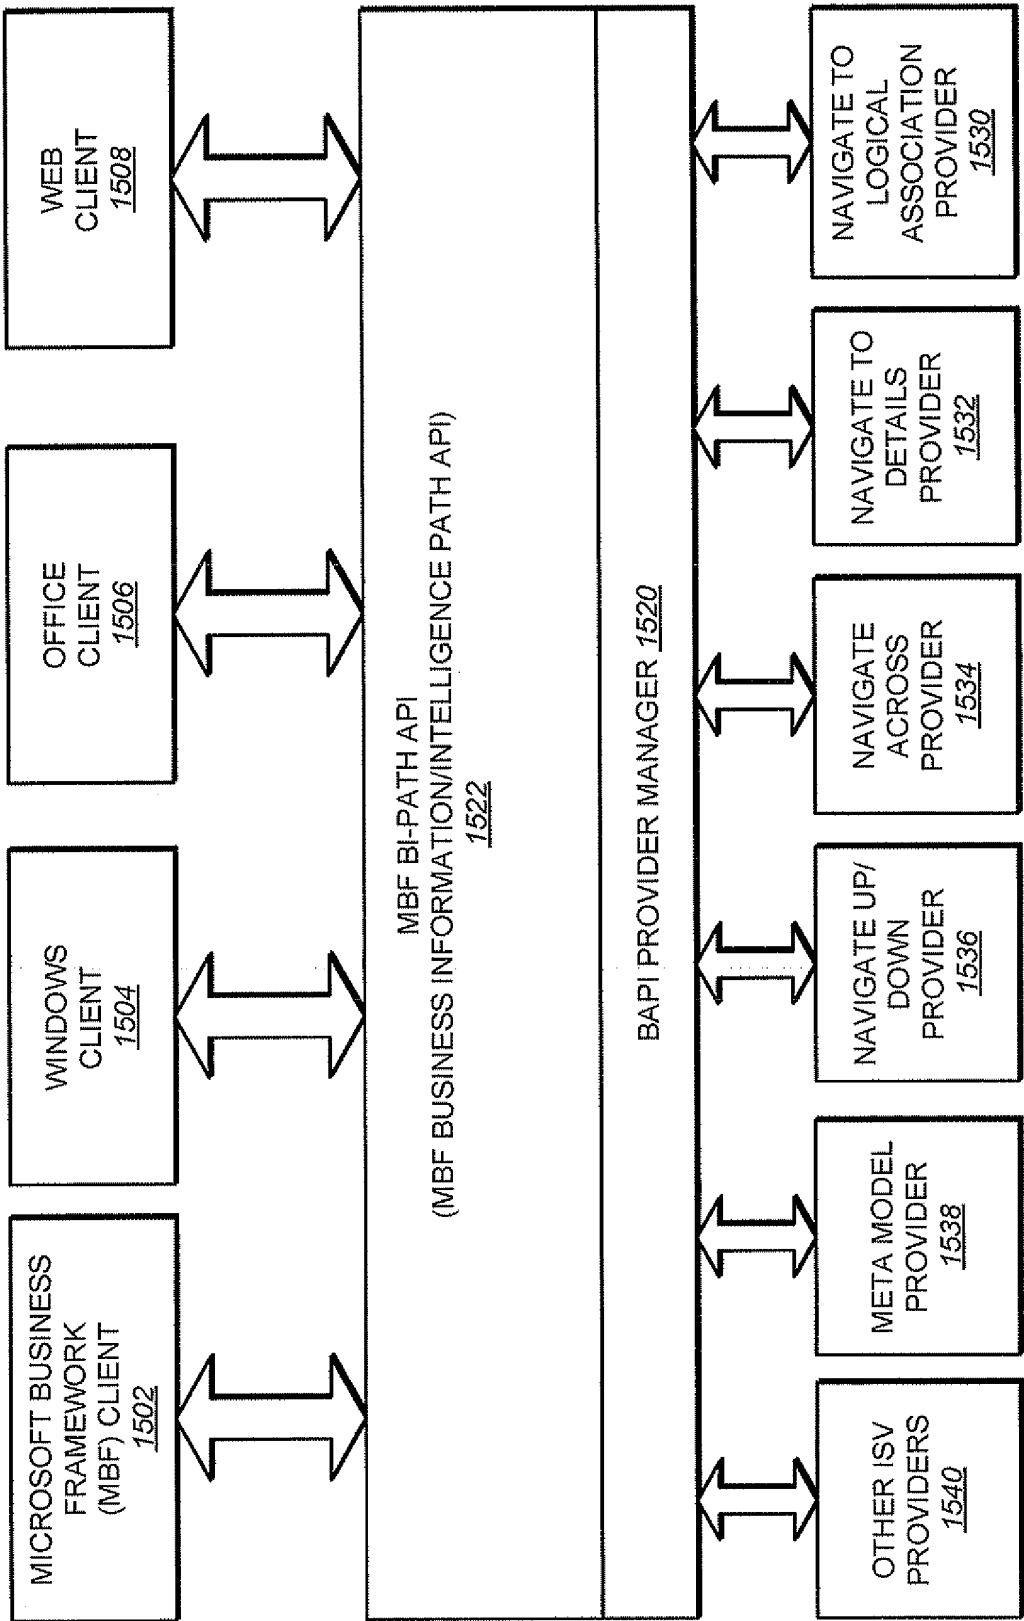 MICROSOFT BUSINESS
FRAMEWORK
(MBF) CLIENT
1502
WINDOWS
CLIENT
1504
OFFICE
CLIENT
1506
WEB
CLIENT
1508
MBF BI-PATH API
(MBF BUSINESS INFORMATION/INTELLIGENCE PATH API)
1522
BAPI PROVIDER MANAGER 1520
OTHER ISV
PROVIDERS
1540
META MODEL
PROVIDER
1538
NAVIGATE UP/
DOWN
PROVIDER
1536
NAVIGATE
ACROSS
PROVIDER
1534
NAVIGATE TO
DETAILS
PROVIDER
1532
NAVIGATE TO
LOGICAL
ASSOCIATION
PROVIDER
1530